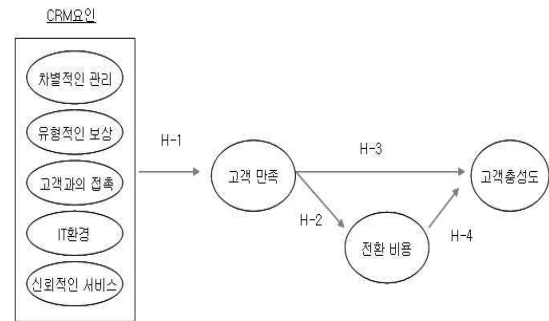 CRM요인
차별적인 관리
유형적인 보상
고객과의 접촉
IT환경
신뢰적인 서비스
H-1
고객 만족
H-3
H-2
전환 비용
H-4
고객충성도